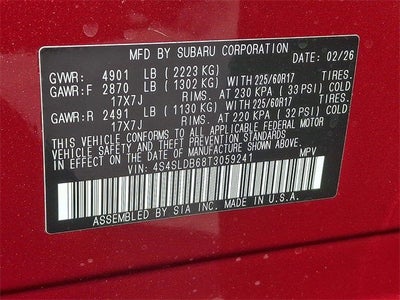 MFD. BY SUBARU CORPORATION DATE: 02/26
GVWR: 4901 LB (2223 KG)
GAWR:F 2870 LB (1302 KG) WITH 225/60R17 TIRES.
17X7J RIMS. AT 230 KPA (33 PSI) COLD
GAWR:R 2491 LB (1130 KG) WITH 225/60R17 TIRES.
17X7J RIMS. AT 220 KPA (32 PSI) COLD
THIS VEHICLE CONFORMS TO ALL APPLICABLE FEDERAL MOTOR
VEHICLE SAFETY AND THEFT PREVENTION STANDARDS
IN EFFECT ON THE DATE OF MANUFACTURE SHOWN ABOVE.
VIN: 4S4SLDB68T3059241 MPV
ASSEMBLED BY SIA INC. MADE IN U.S.A.